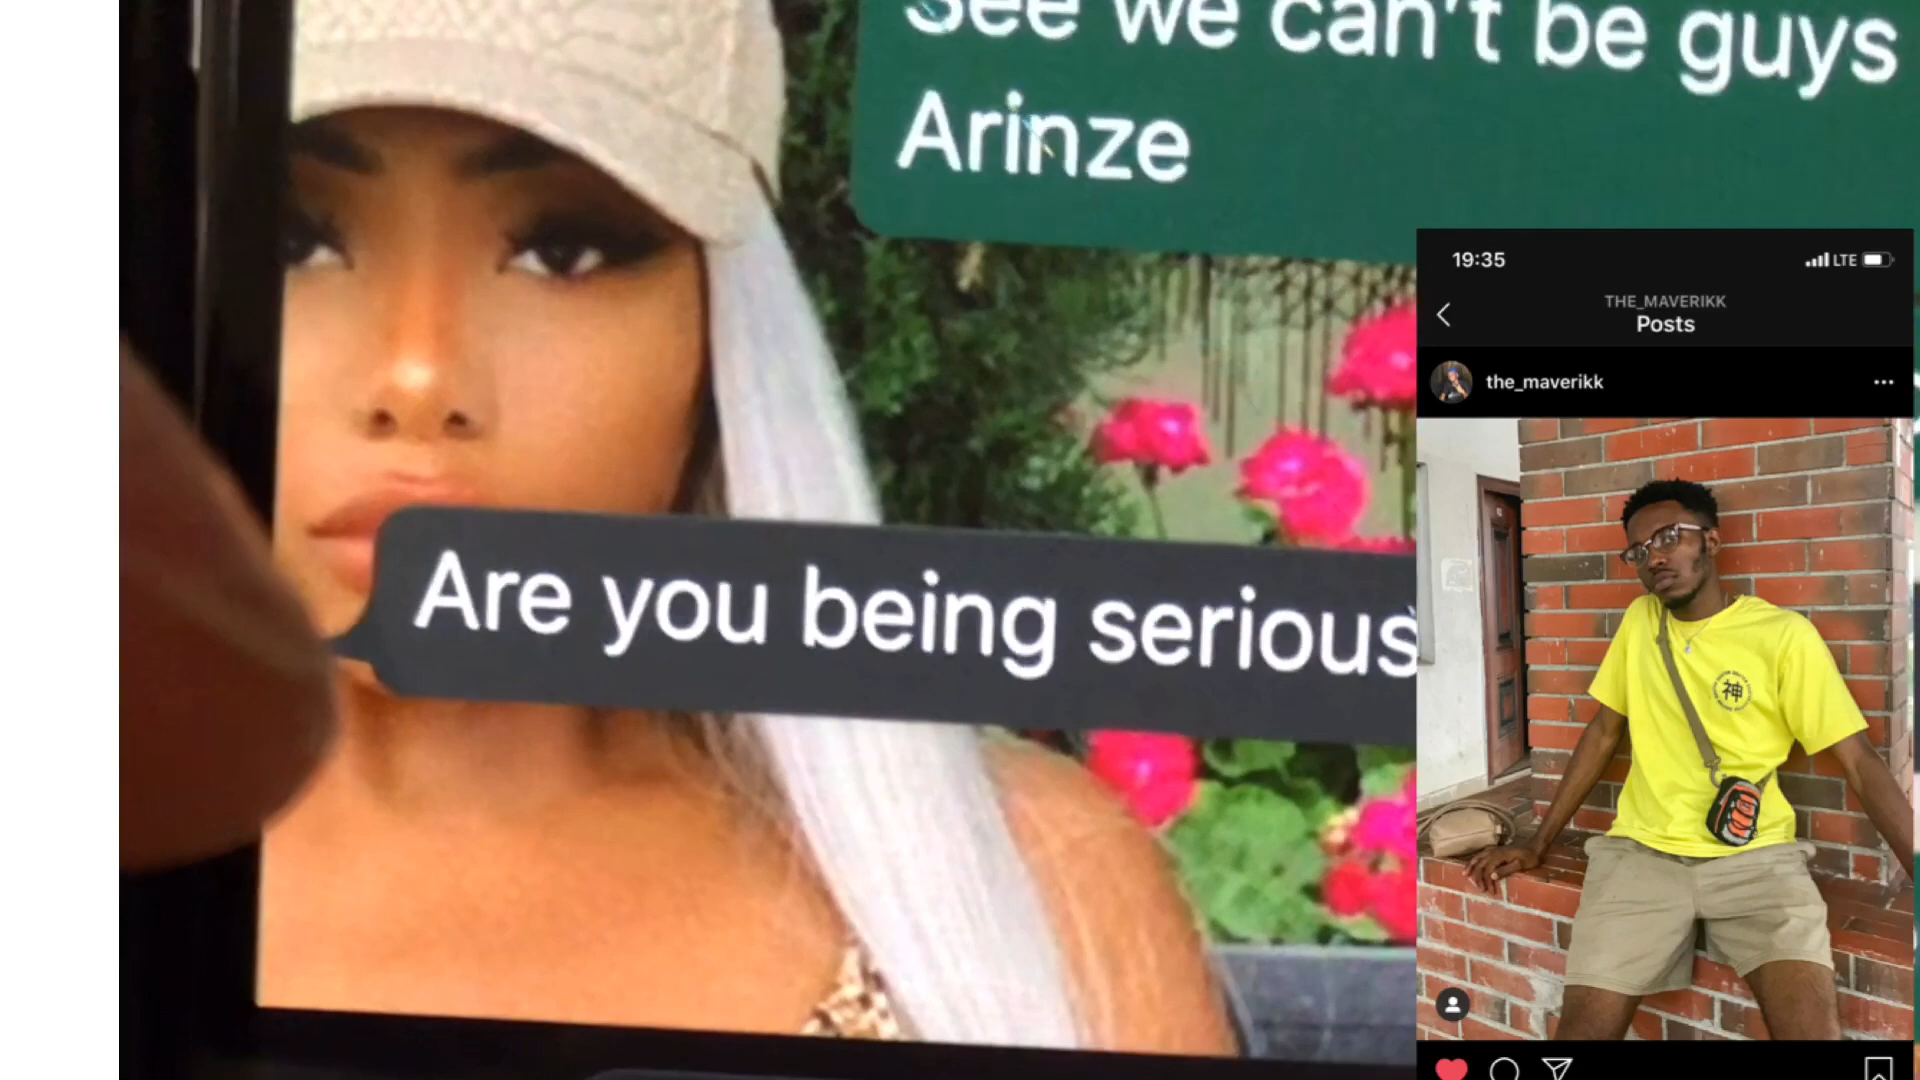 See we can't be guys
Arinze
Are you being serious
19:35
LTE
THE_MAVERIKK
Posts
the_maverikk
神